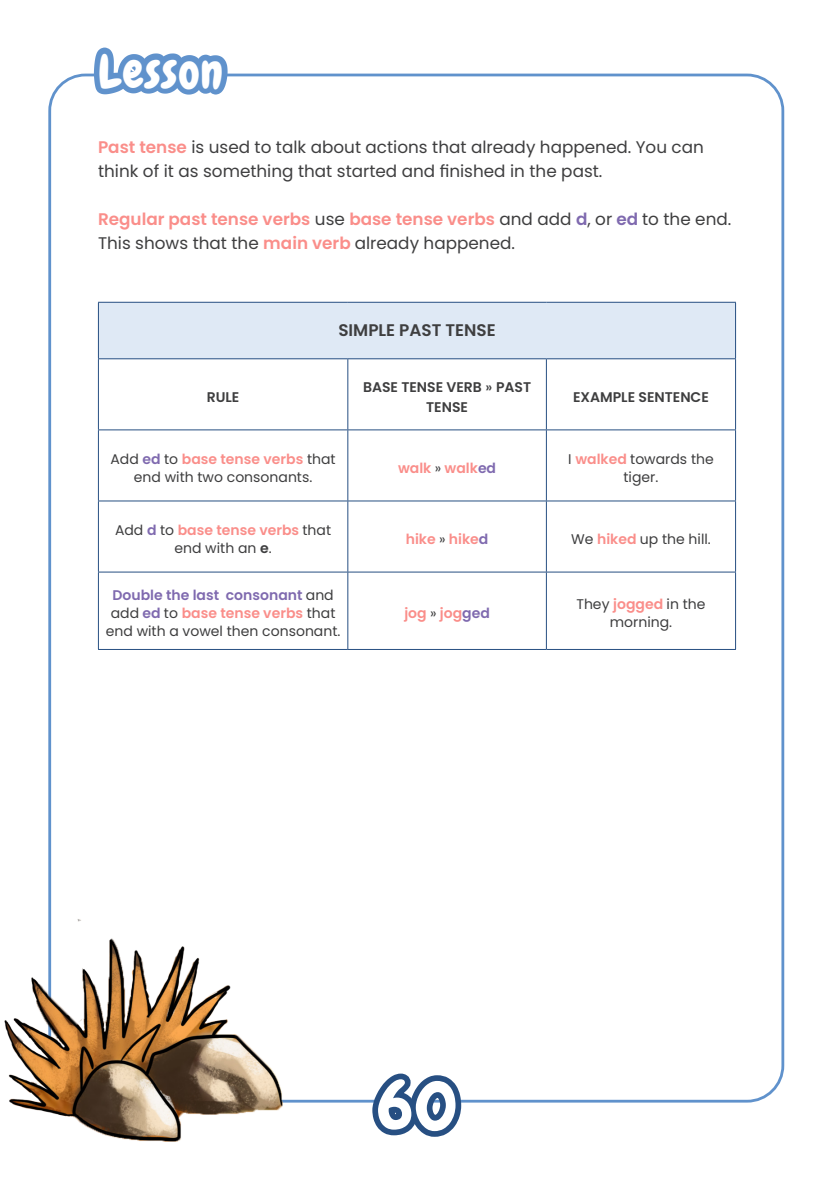 Lesson
Past tense is used to talk about actions that already happened. You can
think of it as something that started and finished in the past.
Regular past tense verbs use base tense verbs and add d, or ed to the end.
This shows that the main verb already happened.
SIMPLE PAST TENSE
RULE
BASE TENSE VERB » PAST
TENSE
EXAMPLE SENTENCE
Add ed to base tense verbs that
end with two consonants.
walk » walked
I walked towards the
tiger.
Add d to base tense verbs that
end with an e.
hike » hiked
We hiked up the hill.
Double the last consonant and
add ed to base tense verbs that
end with a vowel then consonant.
jog » jogged
They jogged in the
morning.
60